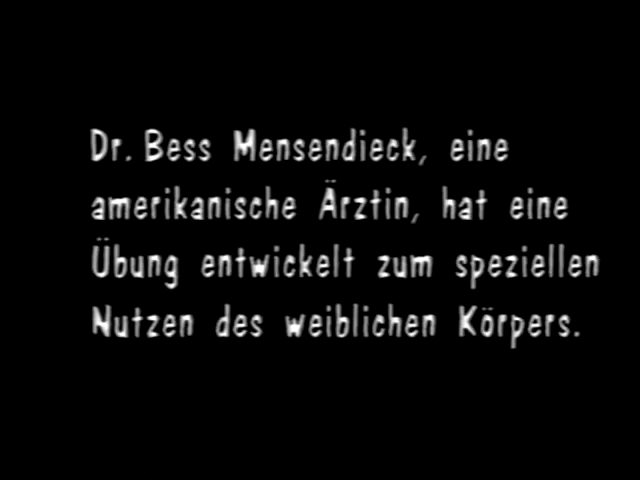 Dr. Bess Mensendieck, eine
amerikanische Ärztin, hat eine
Übung entwickelt zum speziellen
Nutzen des weiblichen Körpers.